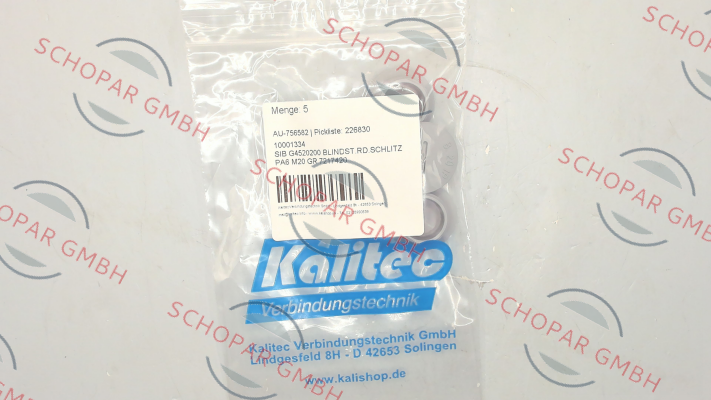 SCHOPAR GMBH
SCHOPAR GMBH
SCHOPAR GMBH
Menge: 5
AU-756582 | Pickliste: 226830
10001334
SIB G4520200 BLINDST.RD.SCHLITZ
PA6 M20 GR 7217420
SCHOPAR GMBH
SCHOPAR GMBH
SCHOPAR GMBH
Kalitec
Verbindungstechnik
Kalitec Verbindungstechnik GmbH
Lindgesfeld 8H - D 42653 Solingen
www.kalishop.de
SCHOPAR GMBH
SCHOPAR GMBH